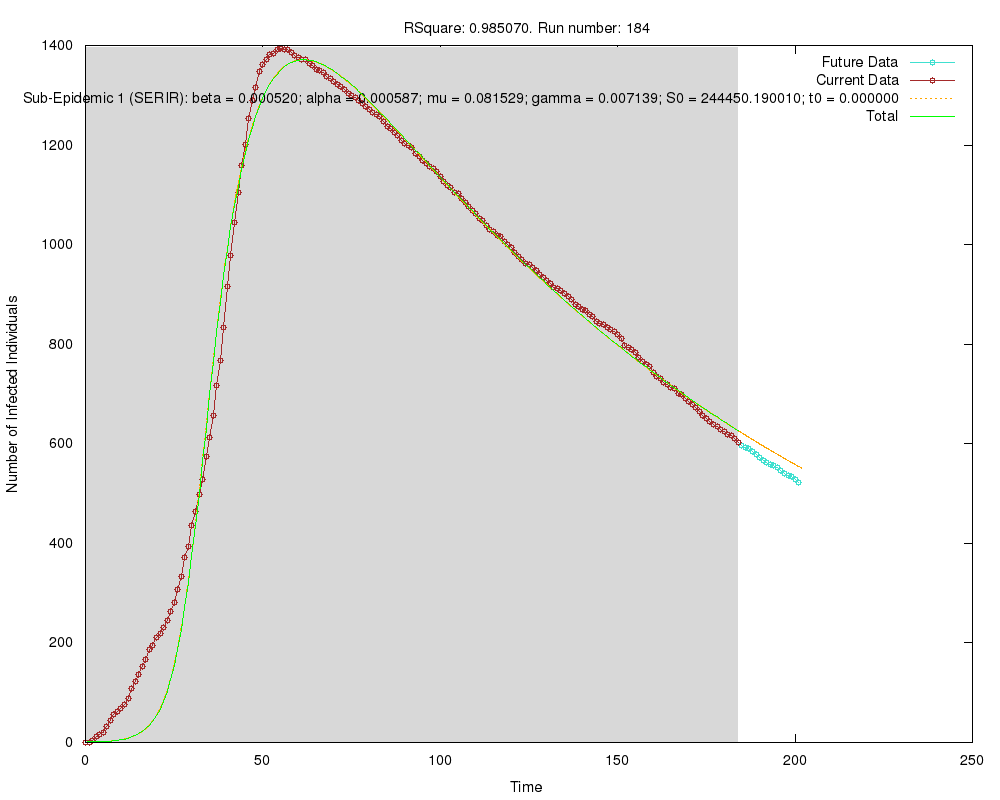 RSquare: 0.985070. Run number: 184
1400
1200
1000
800
600
400
200
0
Number of Infected Individuals
Future Data
Current Data
Sub-Epidemic 1 (SERIR): beta = 0.000520; alpha = 0.000587; mu = 0.081529; gamma = 0.007139; S0 = 244450.190010; t0 = 0.000000
Total
0 50 100 150 200 250
Time